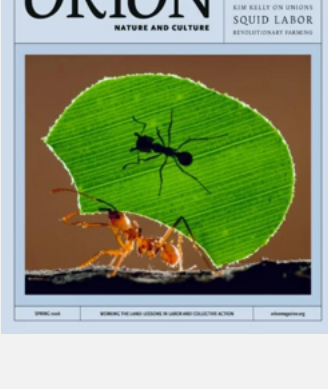 ORION
NATURE AND CULTURE
KIM KELLY ON UNIONS
SQUID LABOR
REVOLUTIONARY FARMING
WORKING THE LAND: LESSONS IN LABOR AND COLLECTIVE ACTION
orionmagazine.org